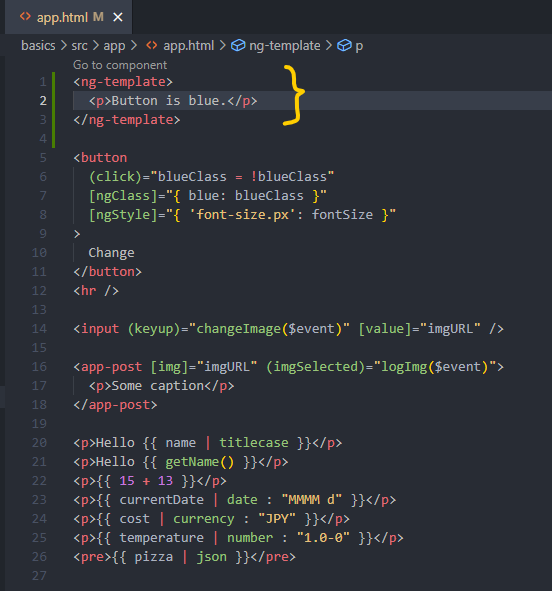 <> app.html M ×
basics > src > app > <> app.html > ng-template > p
Go to component
1 <ng-template>
2   <p>Button is blue.</p>
3 </ng-template>
4
5 <button
6   (click)="blueClass = !blueClass"
7   [ngClass]="{ blue: blueClass }"
8   [ngStyle]="{ 'font-size.px': fontSize }"
9 >
10   Change
11 </button>
12 <hr />
13
14 <input (keyup)="changeImage($event)" [value]="imgURL" />
15
16 <app-post [img]="imgURL" (imgSelected)="logImg($event)">
17   <p>Some caption</p>
18 </app-post>
19
20 <p>Hello {{ name | titlecase }}</p>
21 <p>Hello {{ getName() }}</p>
22 <p>{{ 15 + 13 }}</p>
23 <p>{{ currentDate | date : "MMMM d" }}</p>
24 <p>{{ cost | currency : "JPY" }}</p>
25 <p>{{ temperature | number : "1.0-0" }}</p>
26 <pre>{{ pizza | json }}</pre>
27